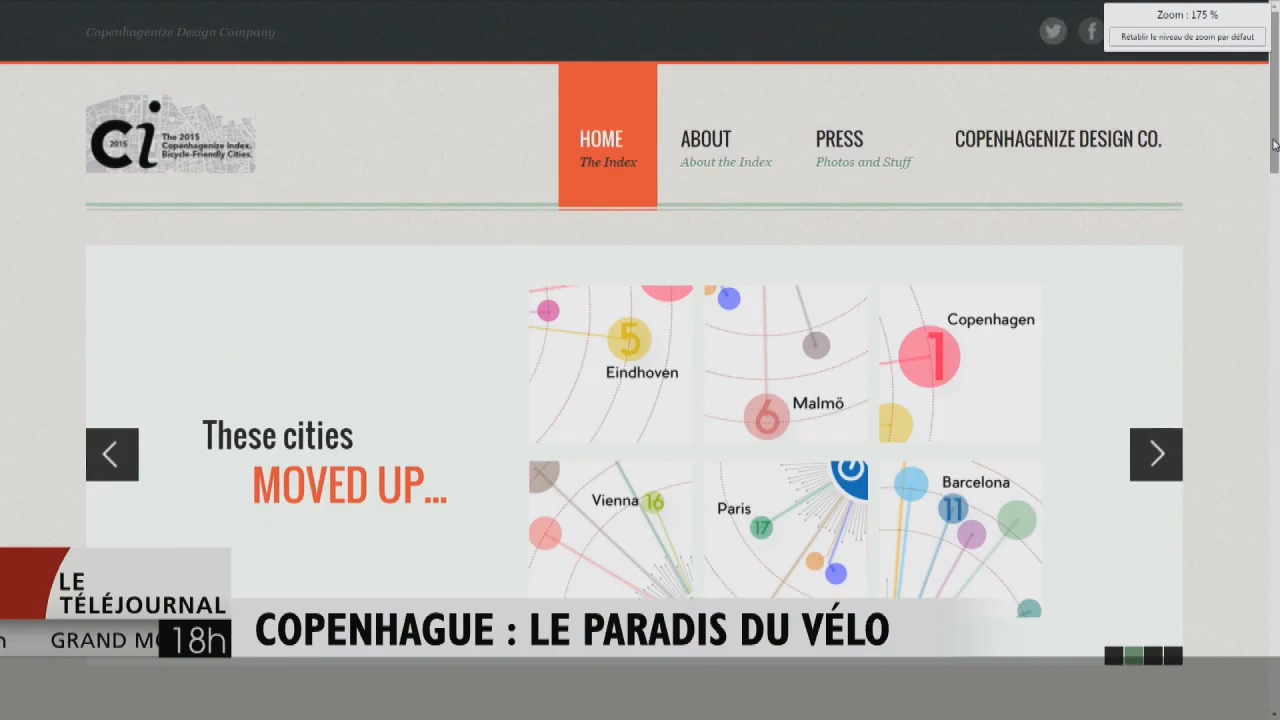 Copenhagenize Design Company
Zoom : 175 %
Rétablir le niveau de zoom par défaut
ci
2015
The 2015
Copenhagenize Index.
Bicycle-Friendly Cities.
HOME
The Index
ABOUT
About the Index
PRESS
Photos and Stuff
COPENHAGENIZE DESIGN CO.
These cities
MOVED UP...
5
Eindhoven
6
Malmö
1
Copenhagen
Vienna 16
Paris
17
Barcelona
11
LE
TÉLÉJOURNAL
GRAND MO
18h
COPENHAGUE : LE PARADIS DU VÉLO